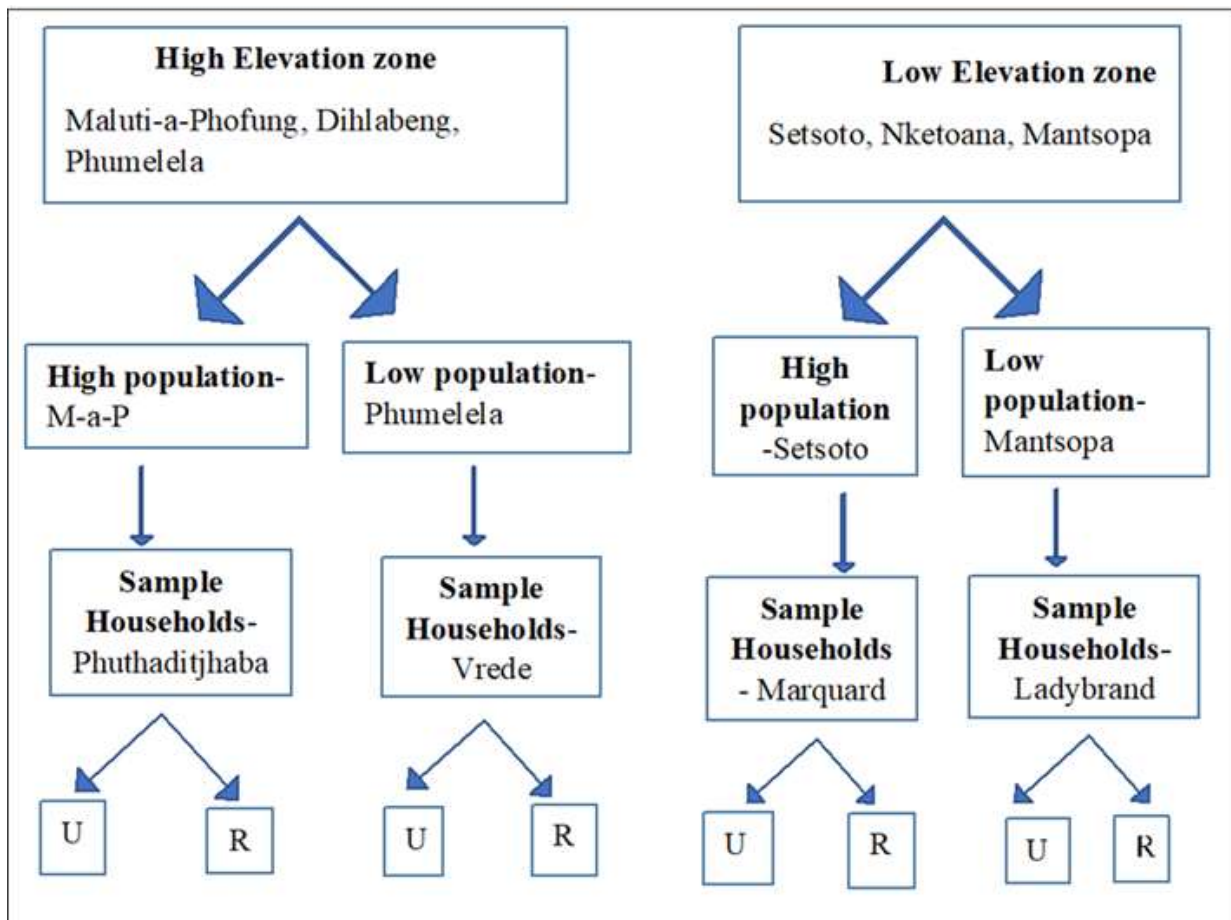 High Elevation zone
Maluti-a-Phofung, Dihlabeng,
Phumelela
Low Elevation zone
Setsoto, Nketoana, Mantsopa
High population-
M-a-P
Low population-
Phumelela
High
population
-Setsoto
Low
population-
Mantsopa
Sample
Households-
Phuthaditjhaba
Sample
Households-
Vrede
Sample
Households
- Marquard
Sample
Households-
Ladybrand
U
R
U
R
U
R
U
R